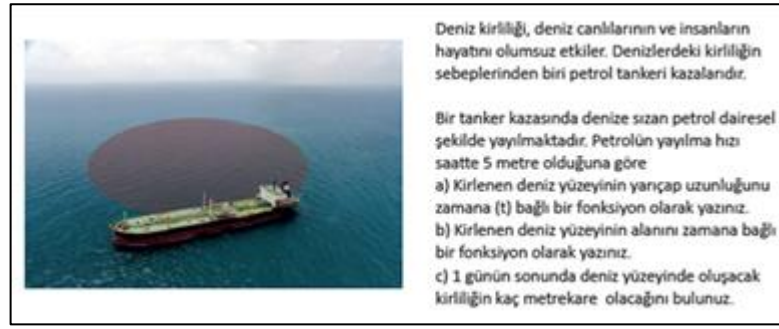 Deniz kirliliği, deniz canlılarının ve insanların
hayatını olumsuz etkiler. Denizlerdeki kirliliğin
sebeplerinden biri petrol tankeri kazalarıdır.
Bir tanker kazasında denize sızan petrol dairesel
şekilde yayılmaktadır. Petrolün yayılma hızı
saatte 5 metre olduğuna göre
a) Kirlenen deniz yüzeyinin yarıçap uzunluğunu
zamana (t) bağlı bir fonksiyon olarak yazınız.
b) Kirlenen deniz yüzeyinin alanını zamana bağlı
bir fonksiyon olarak yazınız.
c) 1 günün sonunda deniz yüzeyinde oluşacak
kirliliğin kaç metrekare olacağını bulunuz.